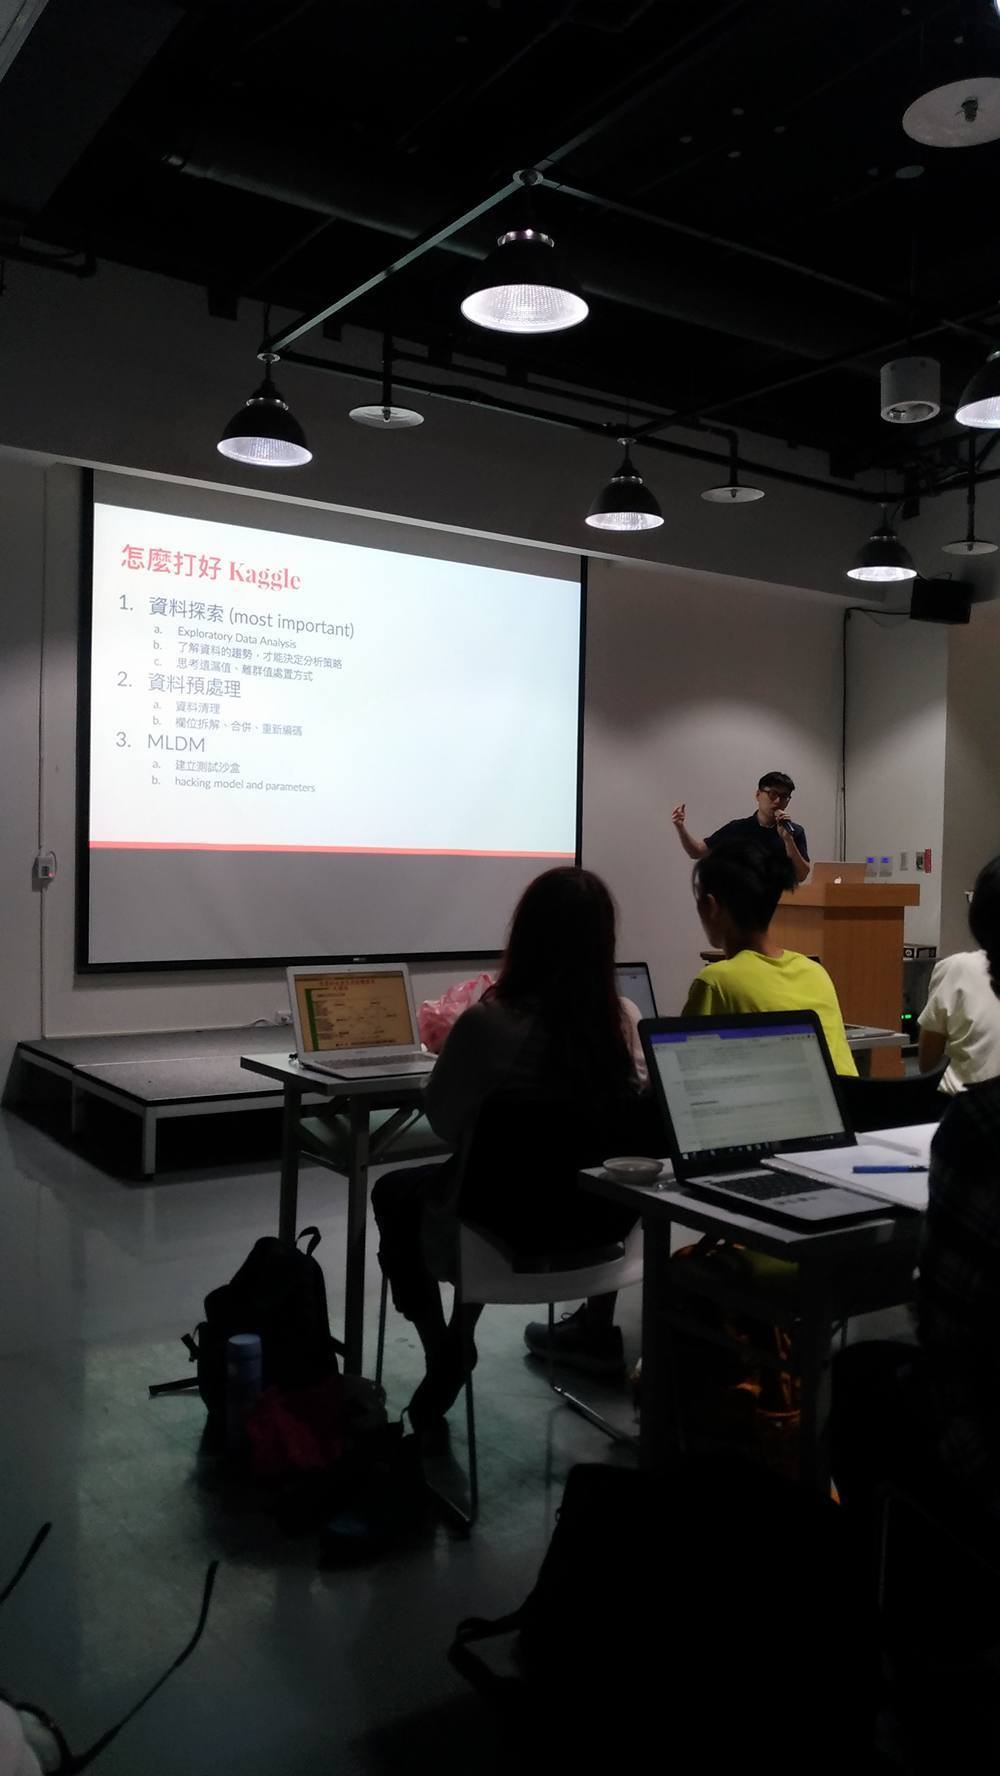 怎麼打好 Kaggle
1. 資料探索 (most important)
a. Exploratory Data Analysis
b. 了解資料的趨勢，才能決定分析策略
c. 思考遺漏值、離群值處置方式
2. 資料預處理
a. 資料清理
b. 欄位拆解、合併、重新編碼
3. MLDM
a. 建立測試沙盒
b. hacking model and parameters